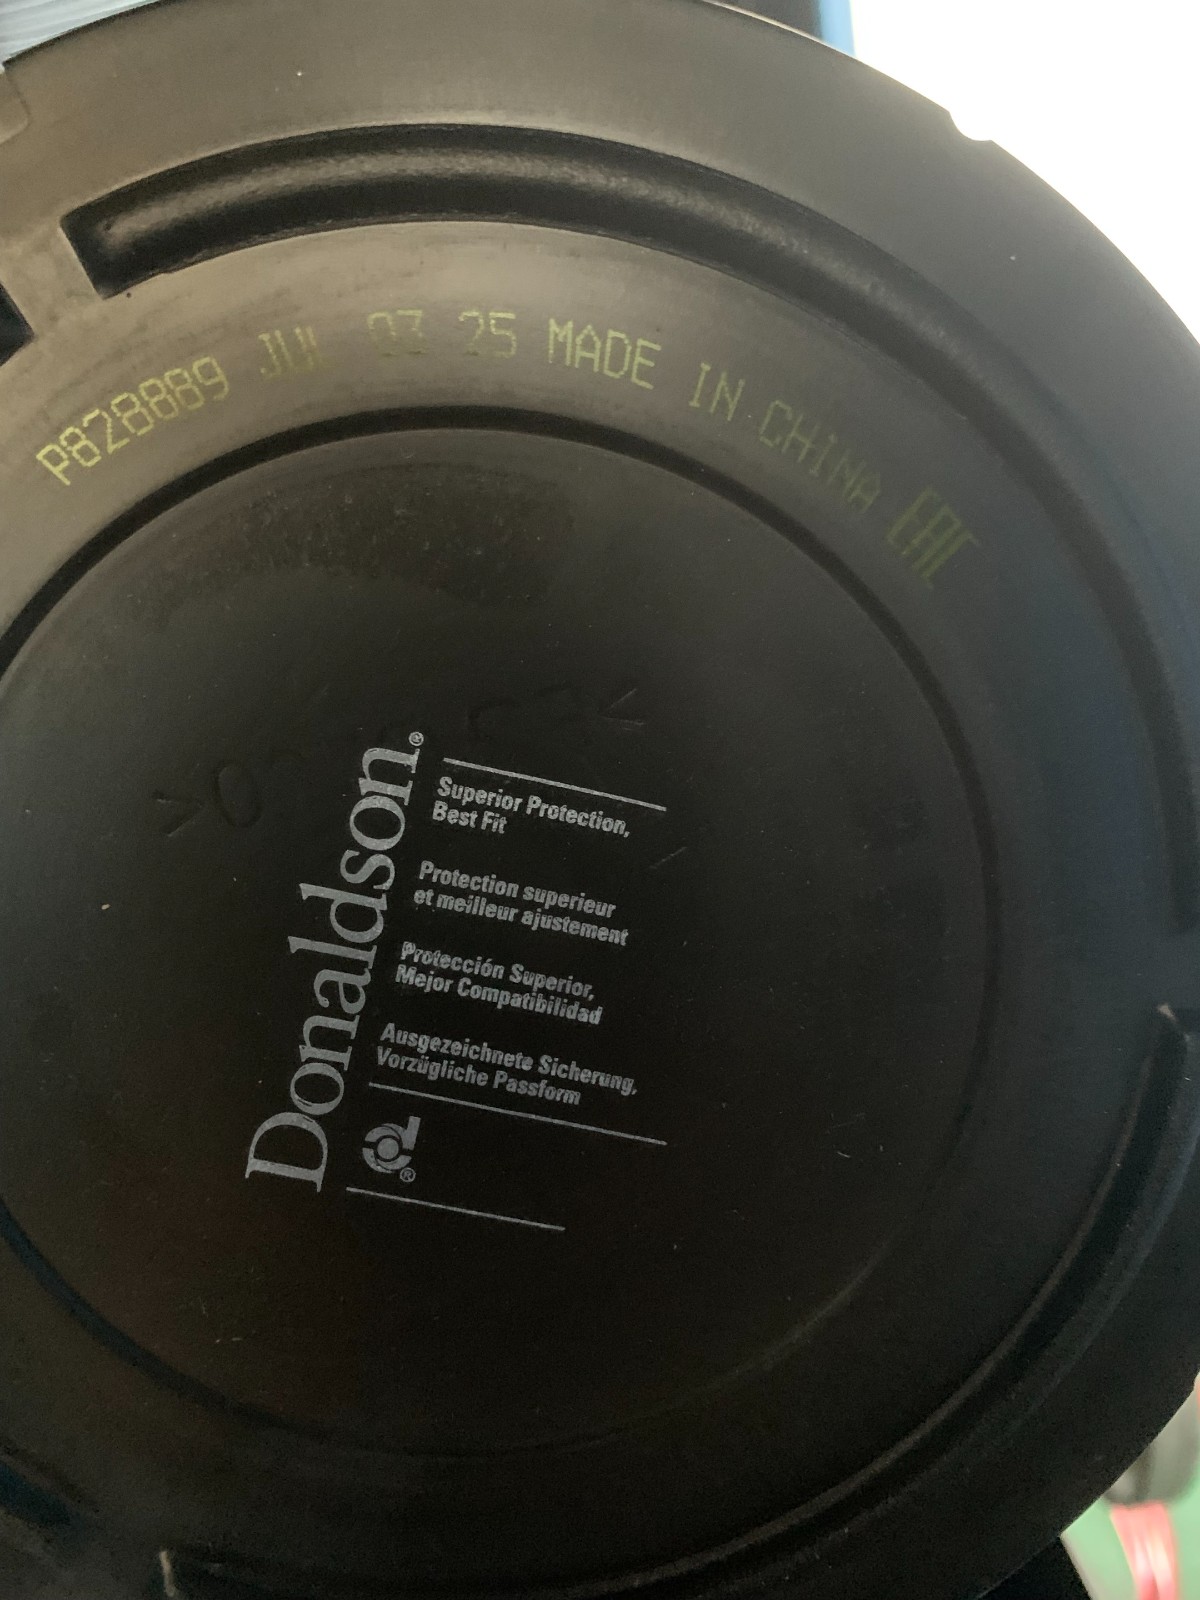 P828889 JUL 03 25 MADE IN CHINA EAC
Donaldson®
Superior Protection,
Best Fit
Protection superieur
et meilleur ajustement
Protección Superior,
Mejor Compatibilidad
Ausgezeichnete Sicherung,
Vorzügliche Passform
®